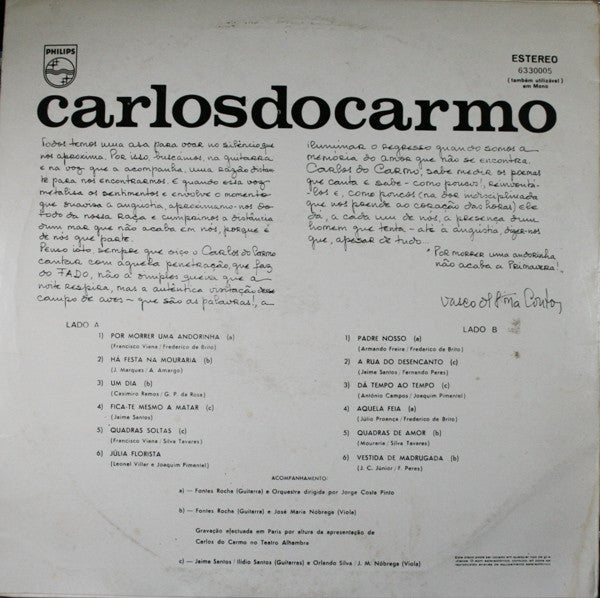 PHILIPS
ESTEREO
6330005
(também utilizável)
em Mono
carlosdocarmo
Todos temos uma asa para voar no silêncio que
nos aproxima. Por isso, buscamos, na guitarra
e na voz que a acompanha, uma razão distan-
te para nos encontrarmos. E quando essa voz
metaliza os sentimentos e envolve o momento
que suaviza a angústia, aproximamo-nos do
fado da nossa raça e cumprimos a distância
dum mar que não acaba em nós, porque é
de nós que parte.
Penso isto, sempre que oiço o Carlos do Carmo
cantar com aquela penetração, que faz
do FADO, não a simples queixa que a
noite respira, mas a autêntica visitação dum
campo de aves — que são as palavras!, a
iluminar o regresso quando somos a
memória do amor que não se encontra.
Carlos do Carmo, sabe medir os poemas
que canta e sabe - como poucos!, reinventá-
los e, como poucos (na dor indisciplinada
que nos prende ao coração das horas) ele
dá, a cada um de nós, a presença dum
homem que tenta - até à angústia, dizer-nos
que, apesar de tudo...
"Por morrer uma andorinha
não acaba a Primavera!"
Vasco de Lima Couto
LADO A
1) POR MORRER UMA ANDORINHA (a)
(Francisco Viana/Frederico de Brito)
2) HÁ FESTA NA MOURARIA (b)
(J. Marques/A. Amargo)
3) UM DIA (b)
(Casimiro Ramos/G. P. da Rosa)
4) FICA-TE MESMO A MATAR (c)
(Jaime Santos)
5) QUADRAS SOLTAS (c)
(Francisco Viana/Silva Tavares)
6) JÚLIA FLORISTA
(Leonel Villar e Joaquim Pimentel)
LADO B
1) PADRE NOSSO (a)
(Armando Freire/Frederico de Brito)
2) A RUA DO DESENCANTO (c)
(Jaime Santos/Fernando Peres)
3) DÁ TEMPO AO TEMPO (c)
(António Campos/Joaquim Pimentel)
4) AQUELA FEIA (a)
(Júlio Proença/Frederico de Brito)
5) QUADRAS DE AMOR (b)
(Mouraria/Silva Tavares)
6) VESTIDA DE MADRUGADA (b)
(J. C. Júnior/F. Peres)
ACOMPANHAMENTO:
a) — Fontes Rocha (Guitarra) e Orquestra dirigida por Jorge Costa Pinto
b) — Fontes Rocha (Guitarra) e José Maria Nóbrega (Viola)
Gravação efectuada em Paris por altura da apresentação de
Carlos do Carmo no Teatro Alhambra
c) — Jaime Santos/Ilídio Santos (Guitarras) e Orlando Silva/J. M. Nóbrega (Viola)